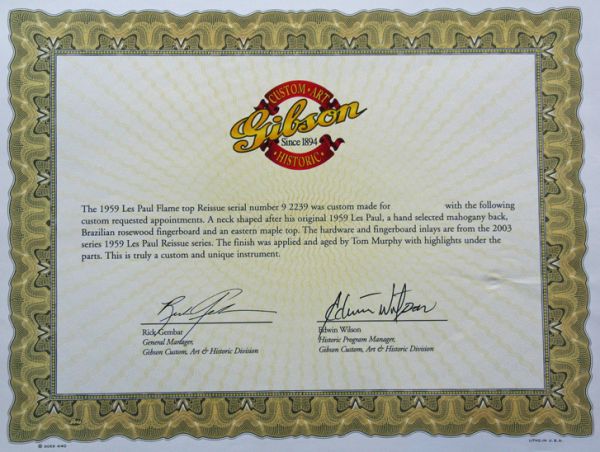 CUSTOM · ART
Gibson
Since 1894
HISTORIC
The 1959 Les Paul Flame top Reissue serial number 9 2239 was custom made for with the following
custom requested appointments. A neck shaped after his original 1959 Les Paul, a hand selected mahogany back,
Brazilian rosewood fingerboard and an eastern maple top. The hardware and fingerboard inlays are from the 2003
series 1959 Les Paul Reissue series. The finish was applied and aged by Tom Murphy with highlights under the
parts. This is truly a custom and unique instrument.
Edwin Wilson
Rick Gembar Edwin Wilson
General Manager, Historic Program Manager,
Gibson Custom, Art & Historic Division Gibson Custom, Art & Historic Division
LITHO. IN U.S.A.